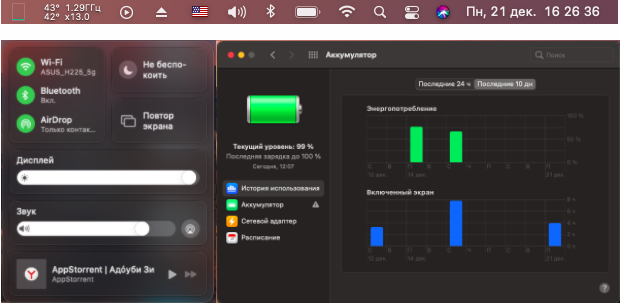 43° 1.29ГГц
42° x13.0
Пн, 21 дек. 16 26 36
Wi-Fi
ASUS_H225_5g
Bluetooth
Вкл.
AirDrop
Только контак...
Не беспо-
коить
Повтор
экрана
Дисплей
Звук
AppStorrent | Адóуби Зи
AppStorrent
Аккумулятор
Поиск
Последние 24 ч Последние 10 дн
Текущий уровень: 99 %
Последняя зарядка до 100 %
Сегодня, 12:07
История использования
Аккумулятор
Сетевой адаптер
Расписание
Энергопотребление
100 %
50 %
0 %
С В П В С Ч П С В П
12 дек. 14 дек. 21 дек.
Включенный экран
8 ч
6 ч
4 ч
2 ч
0 ч
С В П В С Ч П С В П
12 дек. 14 дек. 21 дек.
?